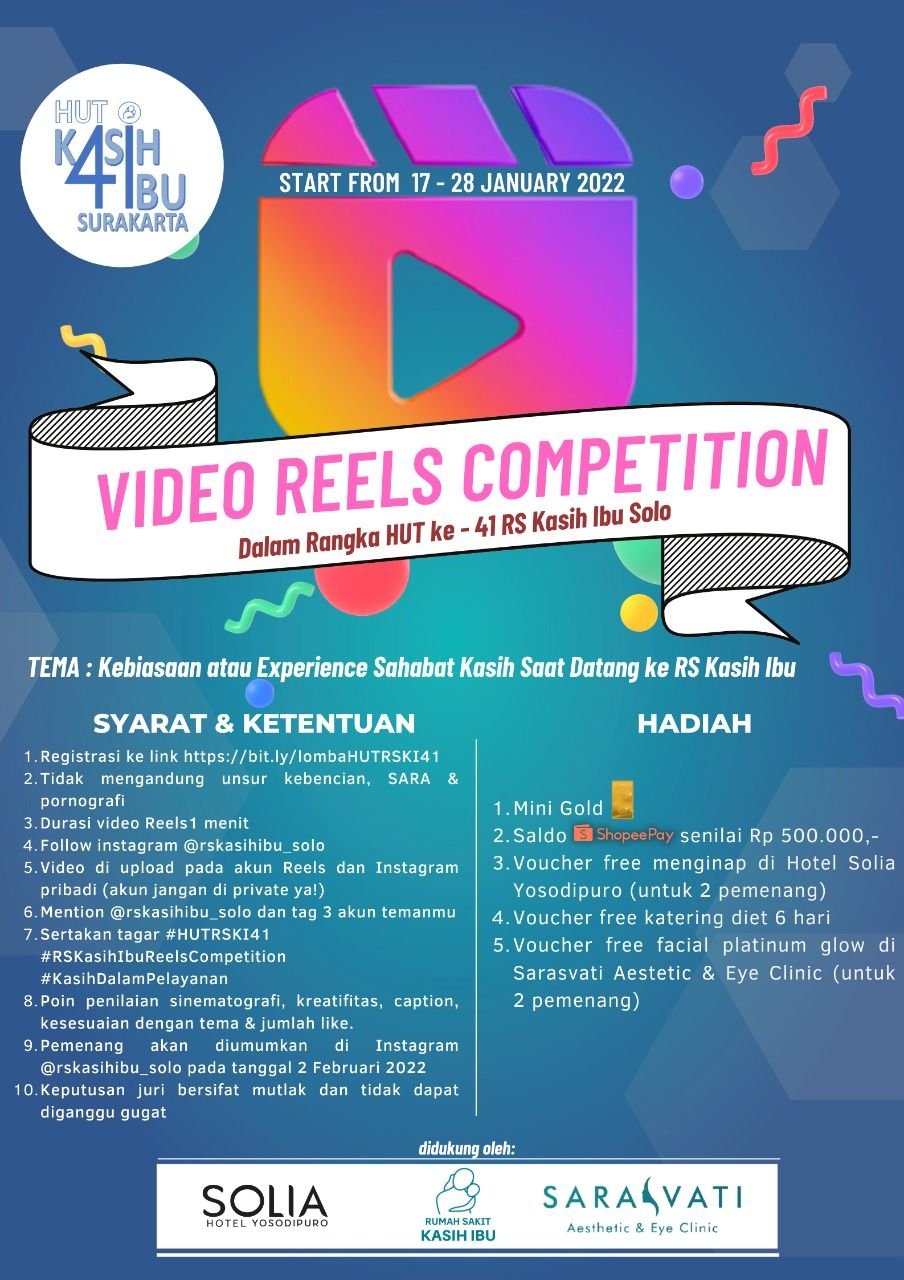 HUT
KASIH
41
IBU
SURAKARTA
START FROM 17 - 28 JANUARY 2022
VIDEO REELS COMPETITION
Dalam Rangka HUT ke - 41 RS Kasih Ibu Solo
TEMA : Kebiasaan atau Experience Sahabat Kasih Saat Datang ke RS Kasih Ibu
SYARAT & KETENTUAN
1. Registrasi ke link https://bit.ly/lombaHUTRSKI41
2. Tidak mengandung unsur kebencian, SARA &
pornografi
3. Durasi video Reels1 menit
4. Follow instagram @rskasihibu_solo
5. Video di upload pada akun Reels dan Instagram
pribadi (akun jangan di private ya!)
6. Mention @rskasihibu_solo dan tag 3 akun temanmu
7. Sertakan tagar #HUTRSKI41
#RSKasihIbuReelsCompetition
#KasihDalamPelayanan
8. Poin penilaian sinematografi, kreatifitas, caption,
kesesuaian dengan tema & jumlah like.
9. Pemenang akan diumumkan di Instagram
@rskasihibu_solo pada tanggal 2 Februari 2022
10. Keputusan juri bersifat mutlak dan tidak dapat
diganggu gugat
HADIAH
1. Mini Gold
2. Saldo ShopeePay senilai Rp 500.000,-
3. Voucher free menginap di Hotel Solia
Yosodipuro (untuk 2 pemenang)
4. Voucher free katering diet 6 hari
5. Voucher free facial platinum glow di
Sarasvati Aestetic & Eye Clinic (untuk
2 pemenang)
didukung oleh:
SOLIA
HOTEL YOSODIPURO
RUMAH SAKIT
KASIH IBU
SARASVATI
Aesthetic & Eye Clinic